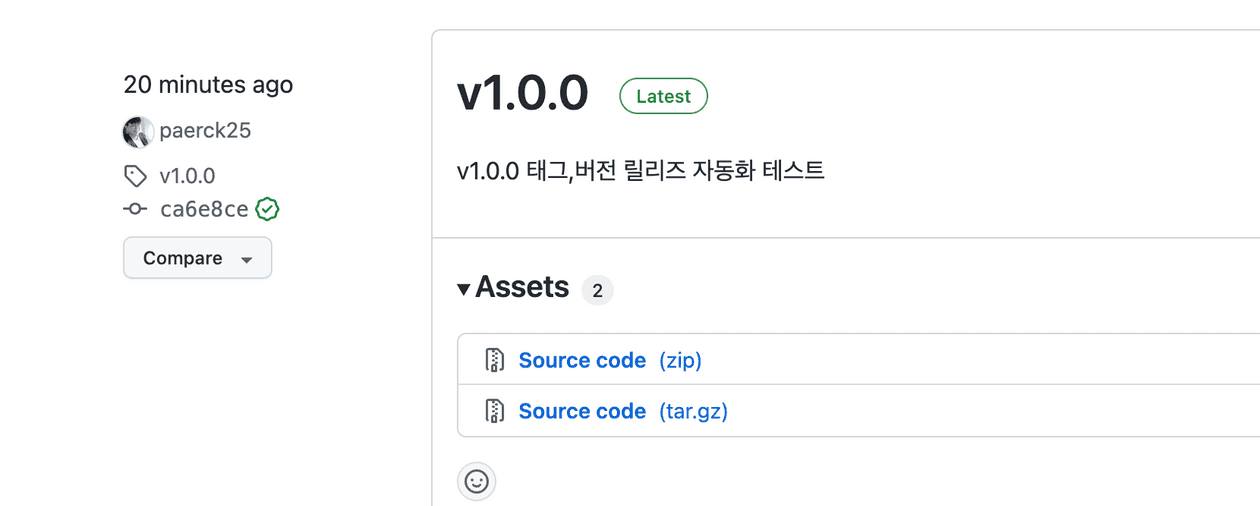 20 minutes ago
paerck25
v1.0.0
ca6e8ce
Compare
v1.0.0 Latest
v1.0.0 태그,버전 릴리즈 자동화 테스트
Assets 2
Source code (zip)
Source code (tar.gz)